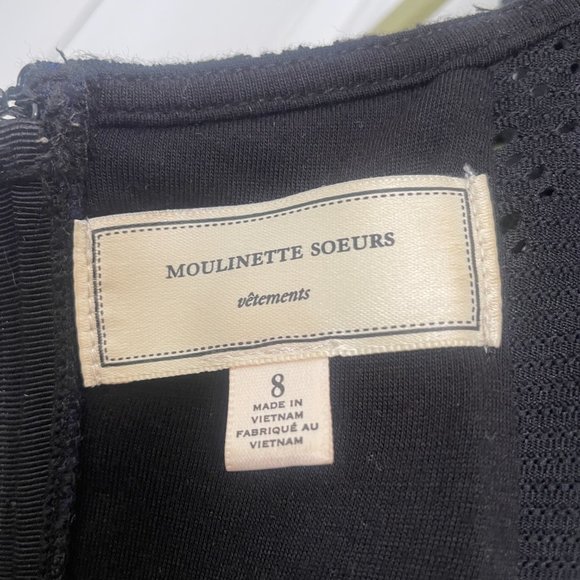 MOULINETTE SOEURS
vêtements
8
MADE IN
VIETNAM
FABRIQUÉ AU
VIETNAM